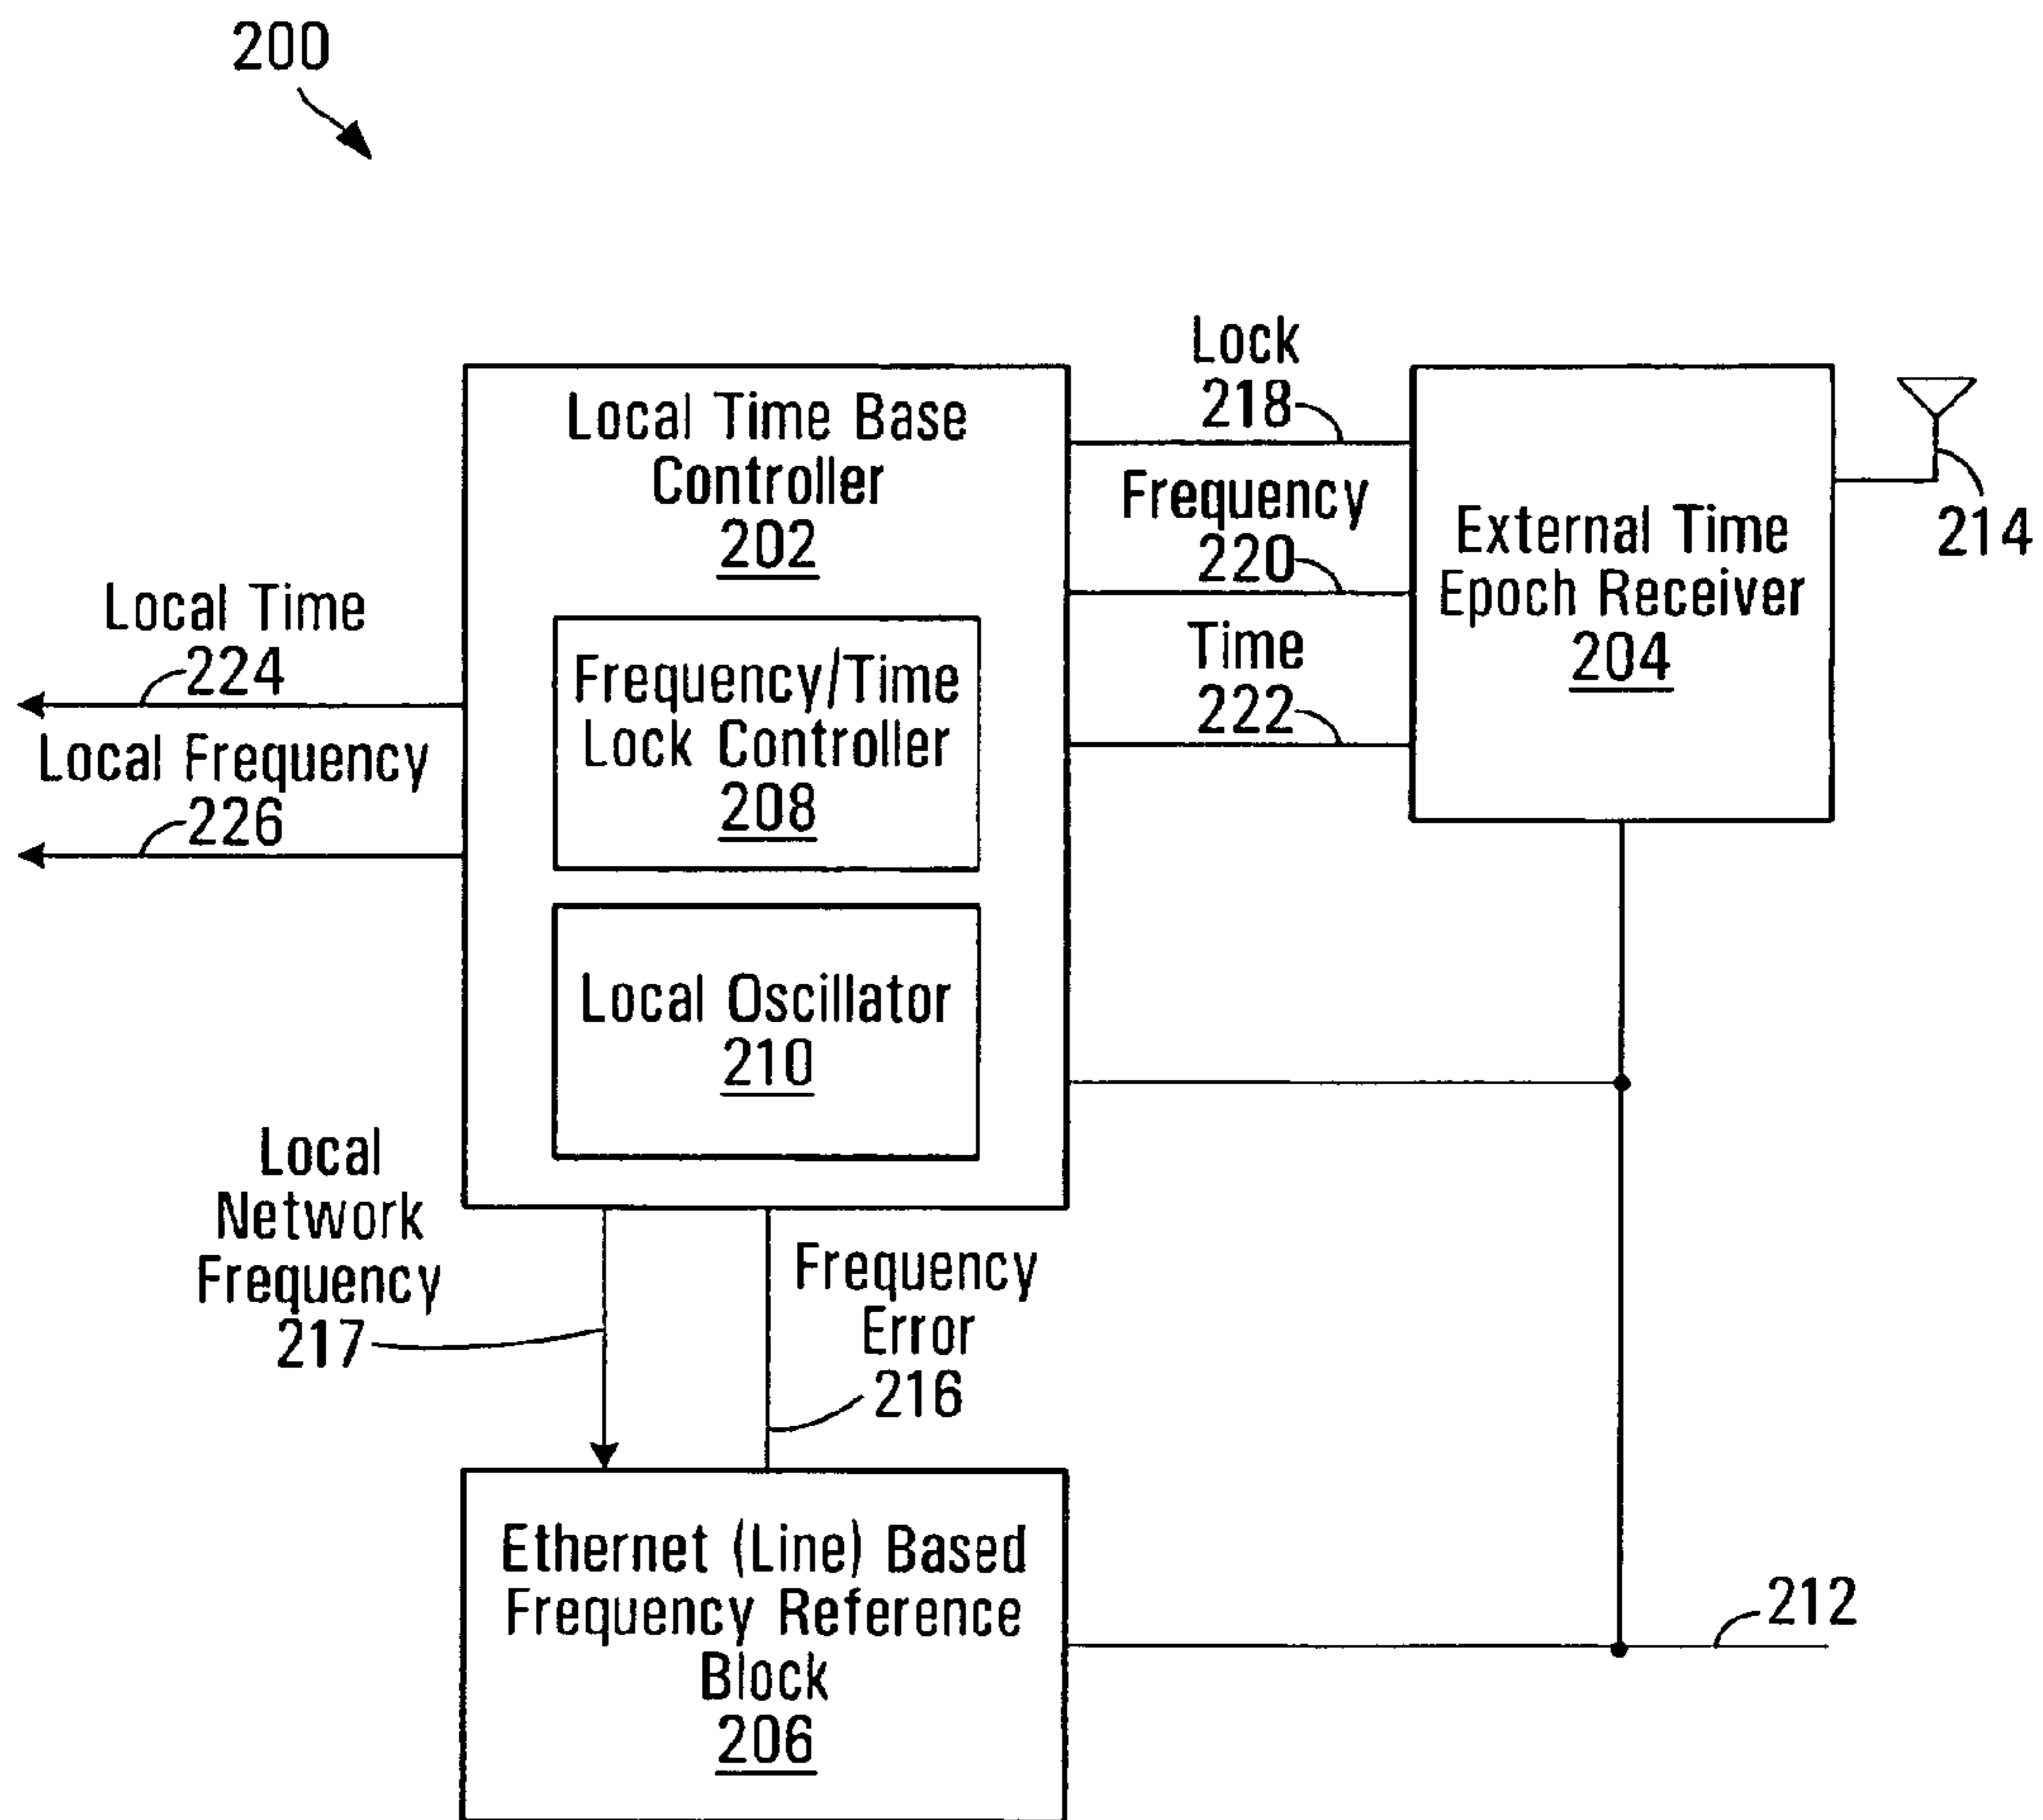 200
Local Time Base
Controller
202
Frequency/Time
Lock Controller
208
Local Oscillator
210
Lock
218
Frequency
220
Time
222
External Time
Epoch Receiver
204
214
Local Time
224
Local Frequency
226
Local
Network
Frequency
217
Frequency
Error
216
Ethernet (Line) Based
Frequency Reference
Block
206
212